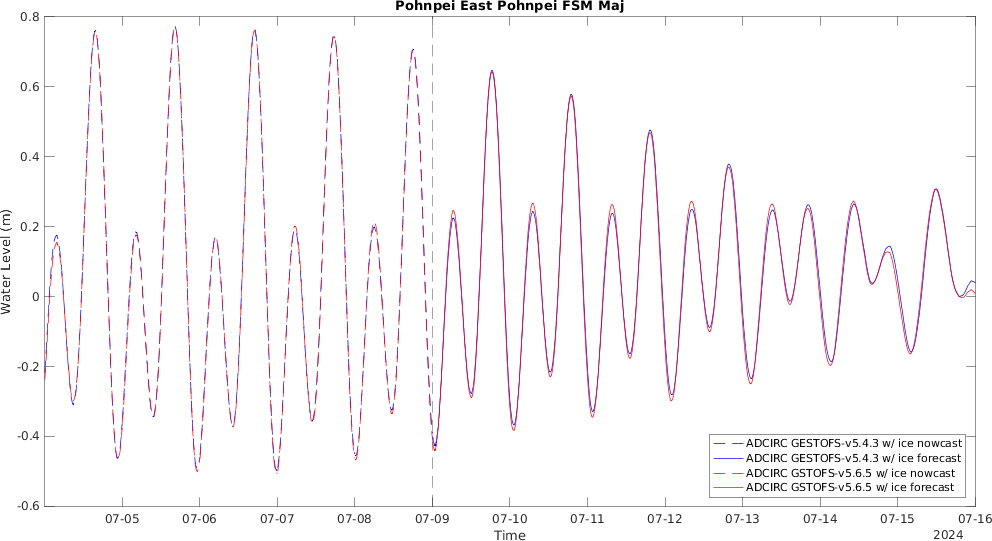 Pohnpei East Pohnpei FSM Maj
Water Level (m)
0.8
0.6
0.4
0.2
0
-0.2
-0.4
-0.6
ADCIRC GESTOFS-v5.4.3 w/ ice nowcast
ADCIRC GESTOFS-v5.4.3 w/ ice forecast
ADCIRC GSTOFS-v5.6.5 w/ ice nowcast
ADCIRC GSTOFS-v5.6.5 w/ ice forecast
07-05 07-06 07-07 07-08 07-09 07-10 07-11 07-12 07-13 07-14 07-15 07-16
Time
2024